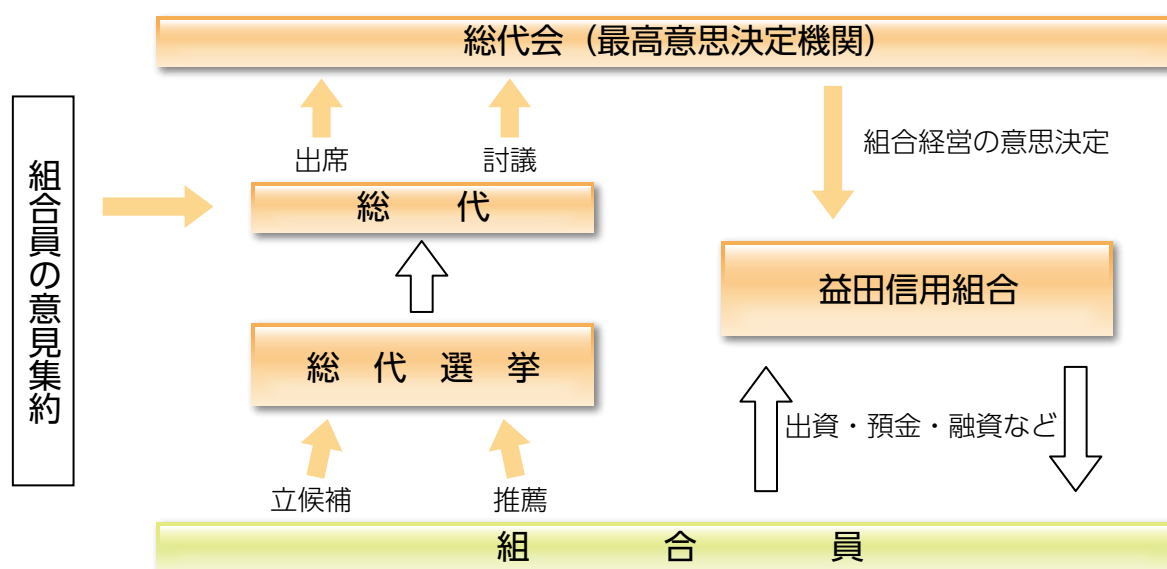 総代会（最高意思決定機関）
組合員の意見集約
出席
討議
組合経営の意思決定
総代
益田信用組合
総代選挙
出資・預金・融資など
立候補
推薦
組合員